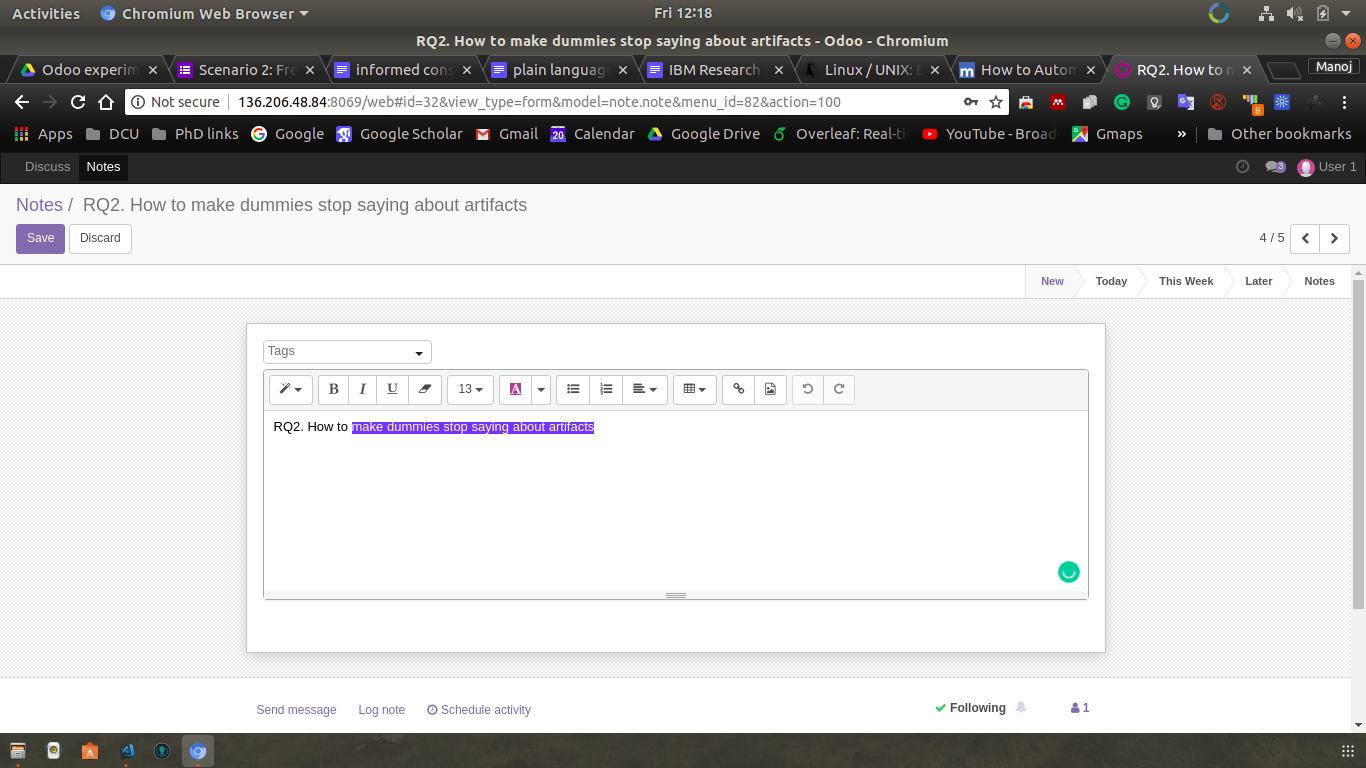 Activities Chromium Web Browser Fri 12:18
RQ2. How to make dummies stop saying about artifacts - Odoo - Chromium
Odoo experim Scenario 2: Fre informed cons plain language IBM Research Linux / UNIX: E How to Autom RQ2. How to m Manoj
Not secure 136.206.48.84:8069/web#id=32&view_type=form&model=note.note&menu_id=82&action=100 8
Apps DCU PhD links Google Google Scholar Gmail 20 Calendar Google Drive Overleaf: Real-ti YouTube - Broad Gmaps » Other bookmarks
Discuss Notes 3 User 1
Notes / RQ2. How to make dummies stop saying about artifacts
Save Discard 4 / 5
New Today This Week Later Notes
Tags
B I U 13 A
RQ2. How to make dummies stop saying about artifacts
Send message Log note Schedule activity Following 1